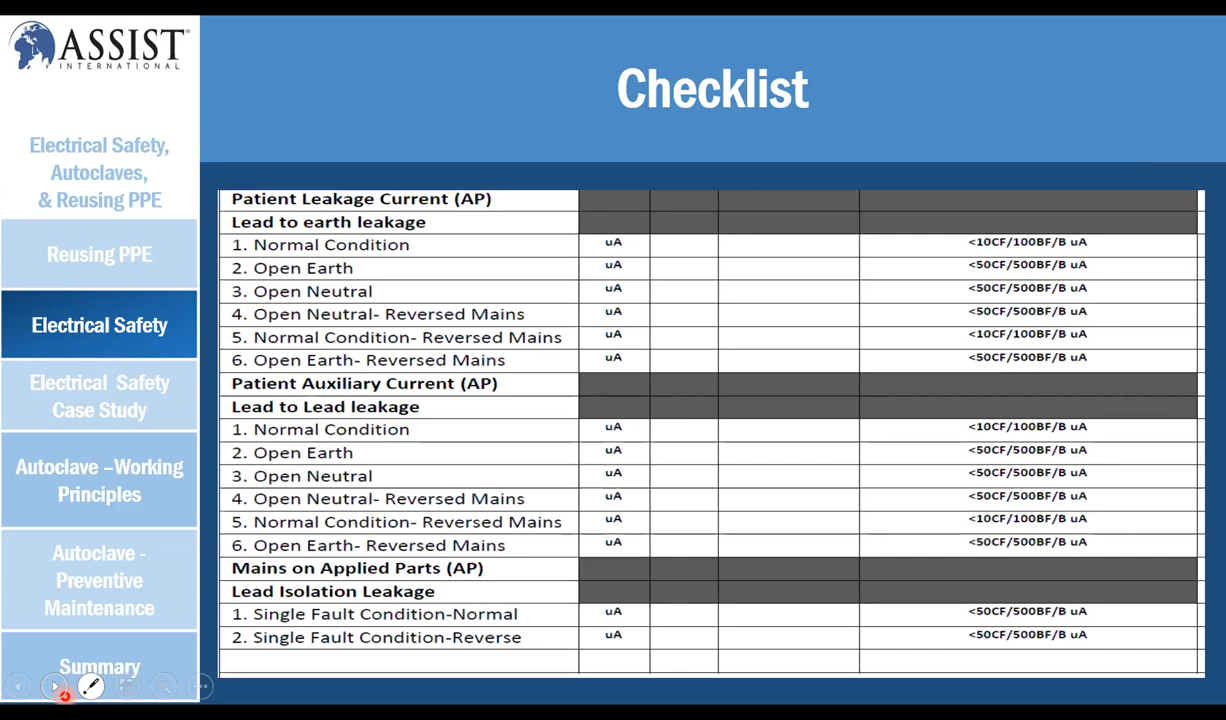 ASSIST
INTERNATIONAL
Checklist
Electrical Safety,
Autoclaves,
& Reusing PPE
Reusing PPE
Electrical Safety
Electrical Safety
Case Study
Autoclave –Working
Principles
Autoclave -
Preventive
Maintenance
Summary
Patient Leakage Current (AP)
Lead to earth leakage
1. Normal Condition uA <10CF/100BF/B uA
2. Open Earth uA <50CF/500BF/B uA
3. Open Neutral uA <50CF/500BF/B uA
4. Open Neutral- Reversed Mains uA <50CF/500BF/B uA
5. Normal Condition- Reversed Mains uA <10CF/100BF/B uA
6. Open Earth- Reversed Mains uA <50CF/500BF/B uA
Patient Auxiliary Current (AP)
Lead to Lead leakage
1. Normal Condition uA <10CF/100BF/B uA
2. Open Earth uA <50CF/500BF/B uA
3. Open Neutral uA <50CF/500BF/B uA
4. Open Neutral- Reversed Mains uA <50CF/500BF/B uA
5. Normal Condition- Reversed Mains uA <10CF/100BF/B uA
6. Open Earth- Reversed Mains uA <50CF/500BF/B uA
Mains on Applied Parts (AP)
Lead Isolation Leakage
1. Single Fault Condition-Normal uA <50CF/500BF/B uA
2. Single Fault Condition-Reverse uA <50CF/500BF/B uA